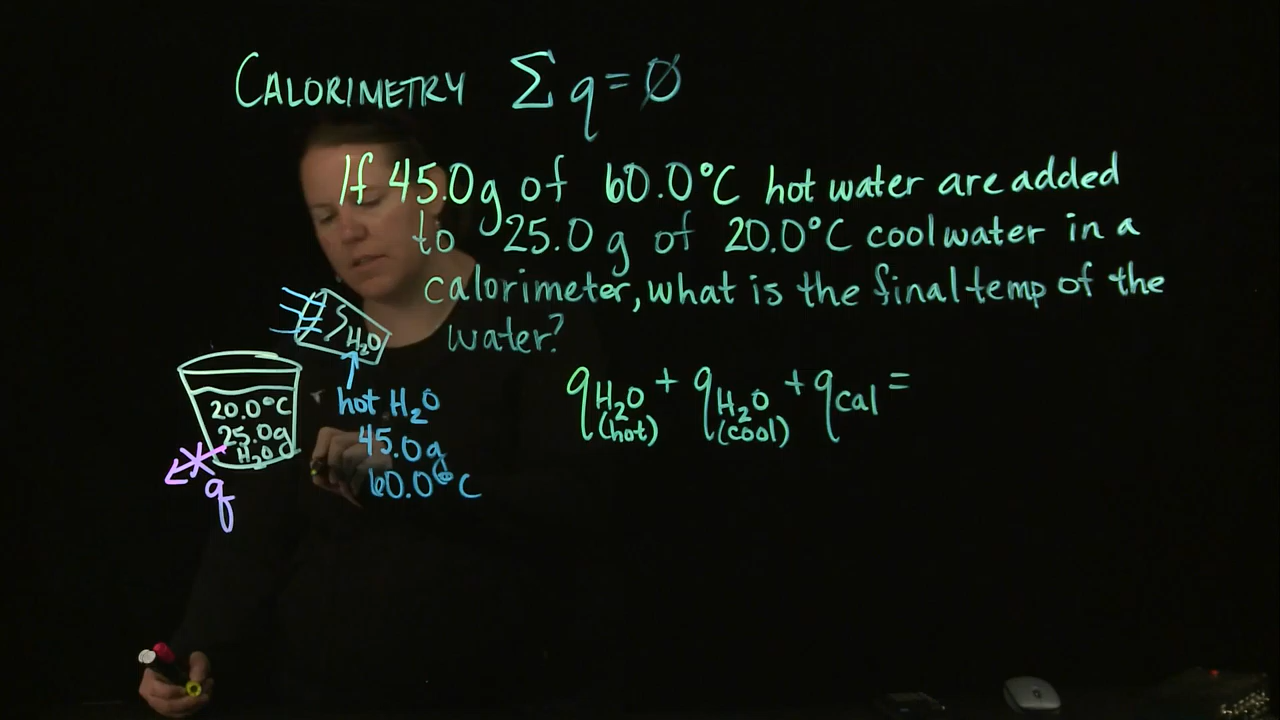 CALORIMETRY Σ q = ∅
If 45.0g of 60.0°C hot water are added
to 25.0 g of 20.0°C cool water in a
calorimeter, what is the final temp of the
water?
H₂O
hot H₂O
45.0g
60.0°C
20.0°C
25.0g
H₂O
q
qH₂O (hot) + qH₂O (cool) + qcal =